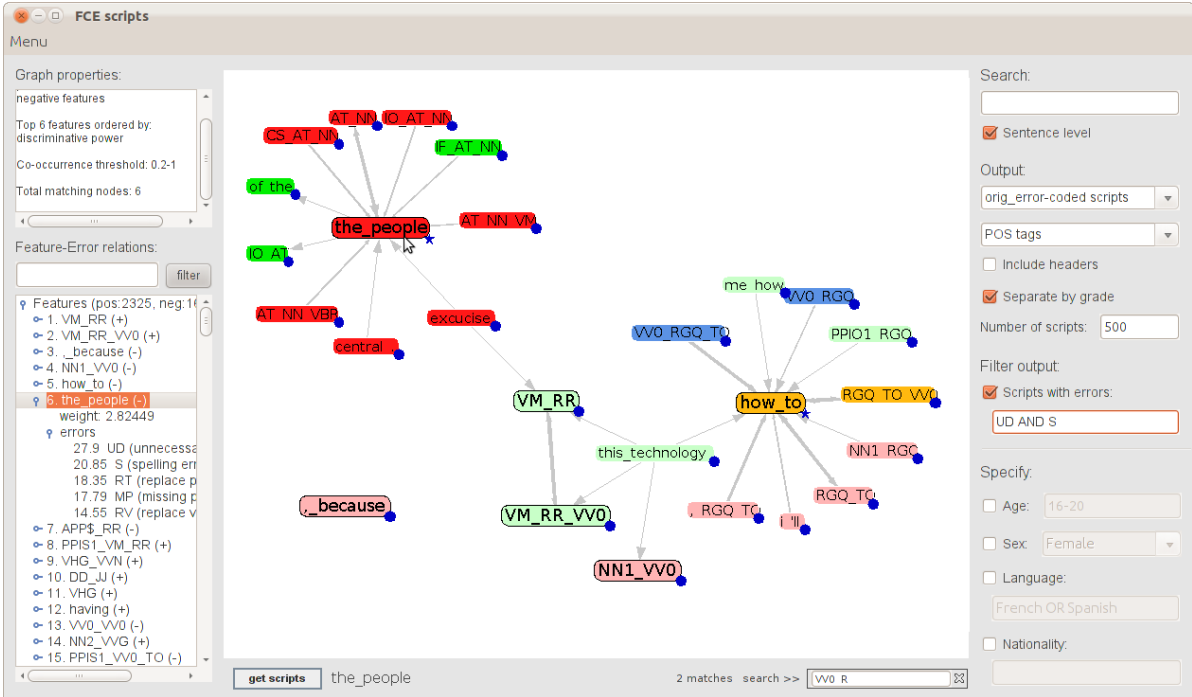 FCE scripts
Menu
Graph properties:
negative features
Top 6 features ordered by:
discriminative power
Co-occurrence threshold: 0.2-1
Total matching nodes: 6
Feature-Error relations:
filter
Features (pos:2325, neg:1
1. VM_RR (+)
2. VM_RR_VV0 (+)
3. ,_because (-)
4. NN1_VV0 (-)
5. how_to (-)
6. the_people (-)
weight: 2.82449
errors
27.9 UD (unnecessa
20.85 S (spelling err
18.35 RT (replace p
17.79 MP (missing p
14.55 RV (replace v
7. APP$_RR (-)
8. PPIS1_VM_RR (+)
9. VHG_VVN (+)
10. DD_JJ (+)
11. VHG (+)
12. having (+)
13. VV0_VV0 (-)
14. NN2_VVG (+)
15. PPIS1_VV0_TO (-)
AT_NN
IO_AT_NN
CS_AT_NN
IF_AT_NN
of the
the_people
AT_NN_VM
IO_AT
AT_NN_VBR
central
excucise
me_how
VV0_RGQ
VV0_RGQ_TO
PPIO1_RGQ
VM_RR
how_to
RGQ_TO_VV0
this_technology
NN1_RGQ
RGQ_TO
,_because
VM_RR_VV0
,_RGQ_TO
i_'ll
NN1_VV0
get scripts
the_people
2 matches
search >>
VV0_R
Search:
Sentence level
Output:
orig_error-coded scripts
POS tags
Include headers
Separate by grade
Number of scripts:
500
Filter output:
Scripts with errors:
UD AND S
Specify:
Age:
16-20
Sex:
Female
Language:
French OR Spanish
Nationality: